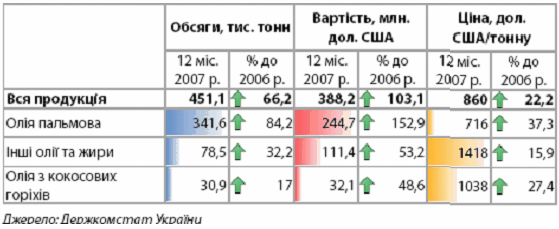 Обсяги, тис. тонн Вартість, млн. дол. США Ціна, дол. США/тонну
12 міс. 2007 р. % до 2006 р. 12 міс. 2007 р. % до 2006 р. 12 міс. 2007 % до 2006 р.
Вся продукція 451,1 66,2 388,2 103,1 860 22,2
Олія пальмова 341,6 84,2 244,7 152,9 716 37,3
Інші олії та жири 78,5 32,2 111,4 53,2 1418 15,9
Олія з кокосових горіхів 30,9 17 32,1 48,6 1038 27,4
Джерело: Держкомстат України